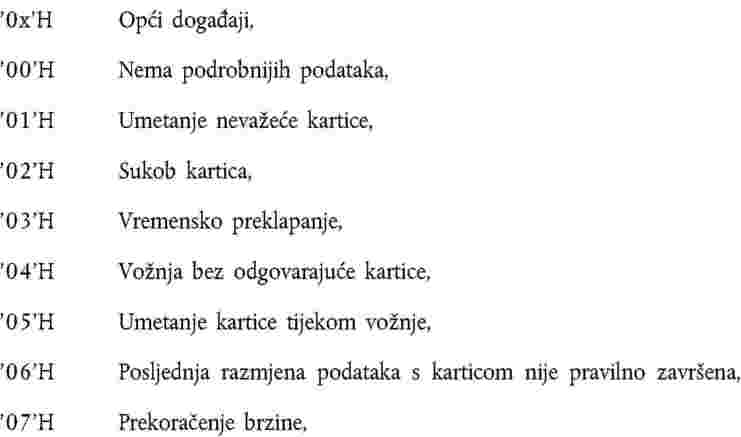 '0x'H Opći događaji,
'00'H Nema podrobnijih podataka,
'01'H Umetanje nevažeće kartice,
'02'H Sukob kartica,
'03'H Vremensko preklapanje,
'04'H Vožnja bez odgovarajuće kartice,
'05'H Umetanje kartice tijekom vožnje,
'06'H Posljednja razmjena podataka s karticom nije pravilno završena,
'07'H Prekoračenje brzine,